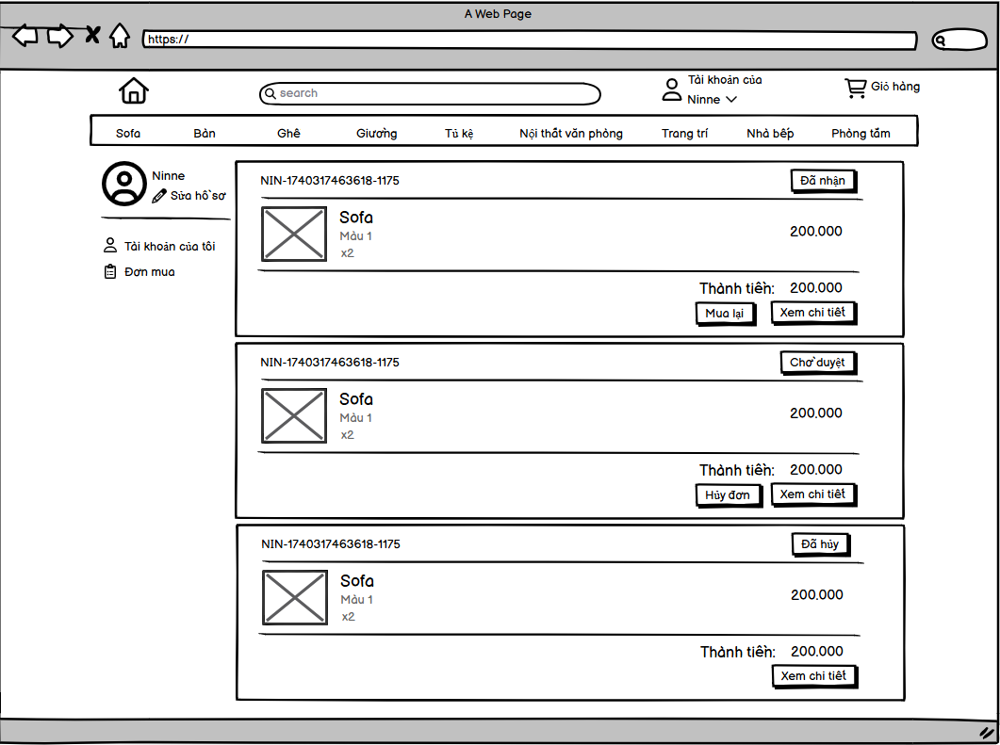 A Web Page
https://
search
Tài khoản của
Ninne
Giỏ hàng
Sofa Bàn Ghế Giường Tủ kệ Nội thất văn phòng Trang trí Nhà bếp Phòng tắm
Ninne
Sửa hồ sơ
Tài khoản của tôi
Đơn mua
NIN-1740317463618-1175 Đã nhận
Sofa
Màu 1
x2
200.000
Thành tiền: 200.000
Mua lại Xem chi tiết
NIN-1740317463618-1175 Chờ duyệt
Sofa
Màu 1
x2
200.000
Thành tiền: 200.000
Hủy đơn Xem chi tiết
NIN-1740317463618-1175 Đã hủy
Sofa
Màu 1
x2
200.000
Thành tiền: 200.000
Xem chi tiết